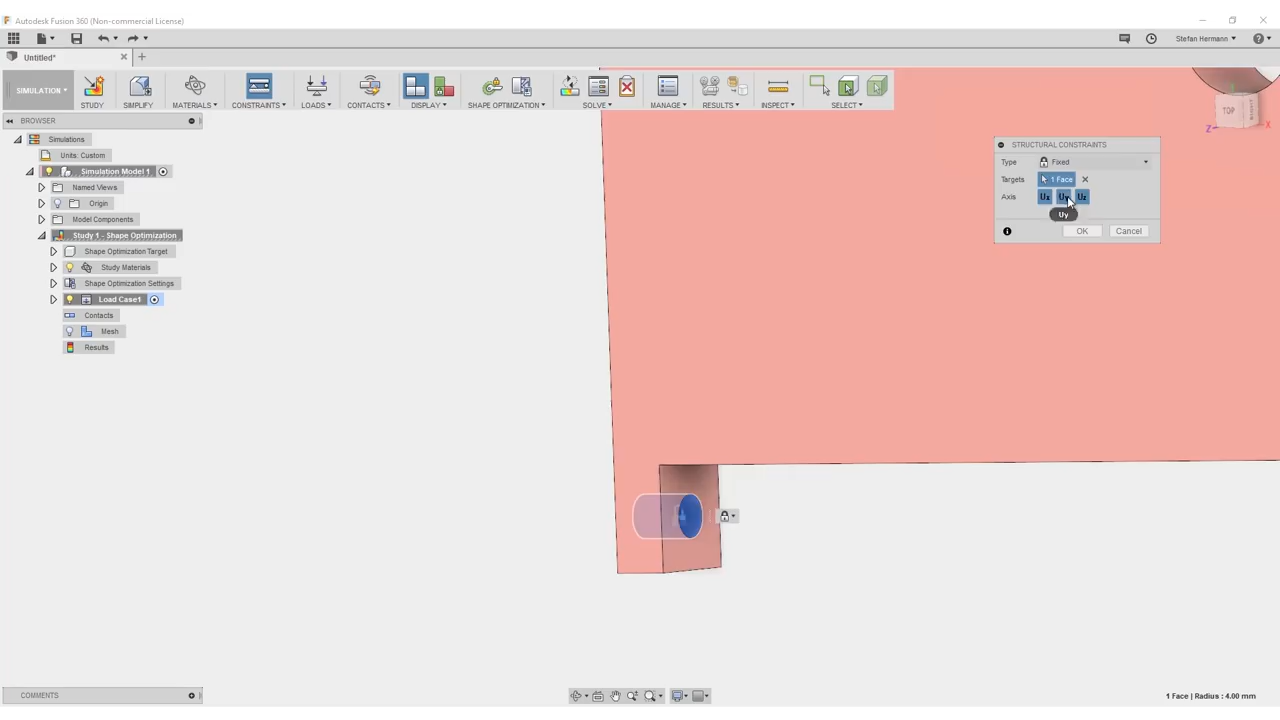 Autodesk Fusion 360 (Non-commercial License)
Stefan Hermann
Untitled*
SIMULATION
STUDY
SIMPLIFY
MATERIALS
CONSTRAINTS
LOADS
CONTACTS
DISPLAY
SHAPE OPTIMIZATION
SOLVE
MANAGE
RESULTS
INSPECT
SELECT
BROWSER
Simulations
Units: Custom
Simulation Model 1
Named Views
Origin
Model Components
Study 1 - Shape Optimization
Shape Optimization Target
Study Materials
Shape Optimization Settings
Load Case1
Contacts
Mesh
Results
TOP
Z
X
STRUCTURAL CONSTRAINTS
Type Fixed
Targets 1 Face
Axis Ux Uy Uz
Uy
OK Cancel
COMMENTS
1 Face | Radius : 4.00 mm